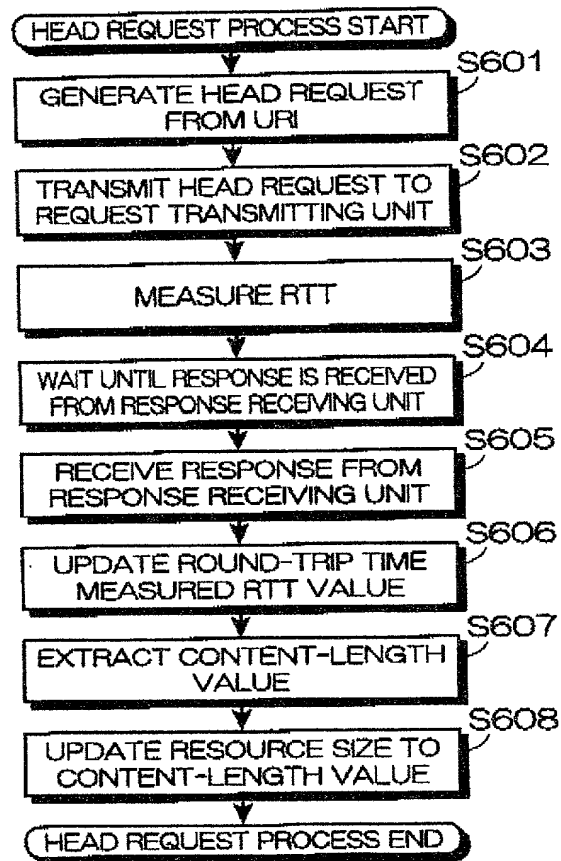 HEAD REQUEST PROCESS START
S601
GENERATE HEAD REQUEST
FROM URI
S602
TRANSMIT HEAD REQUEST TO
REQUEST TRANSMITTING UNIT
S603
MEASURE RTT
S604
WAIT UNTIL RESPONSE IS RECEIVED
FROM RESPONSE RECEIVING UNIT
S605
RECEIVE RESPONSE FROM
RESPONSE RECEIVING UNIT
S606
UPDATE ROUND-TRIP TIME
MEASURED RTT VALUE
S607
EXTRACT CONTENT-LENGTH
VALUE
S608
UPDATE RESOURCE SIZE TO
CONTENT-LENGTH VALUE
HEAD REQUEST PROCESS END